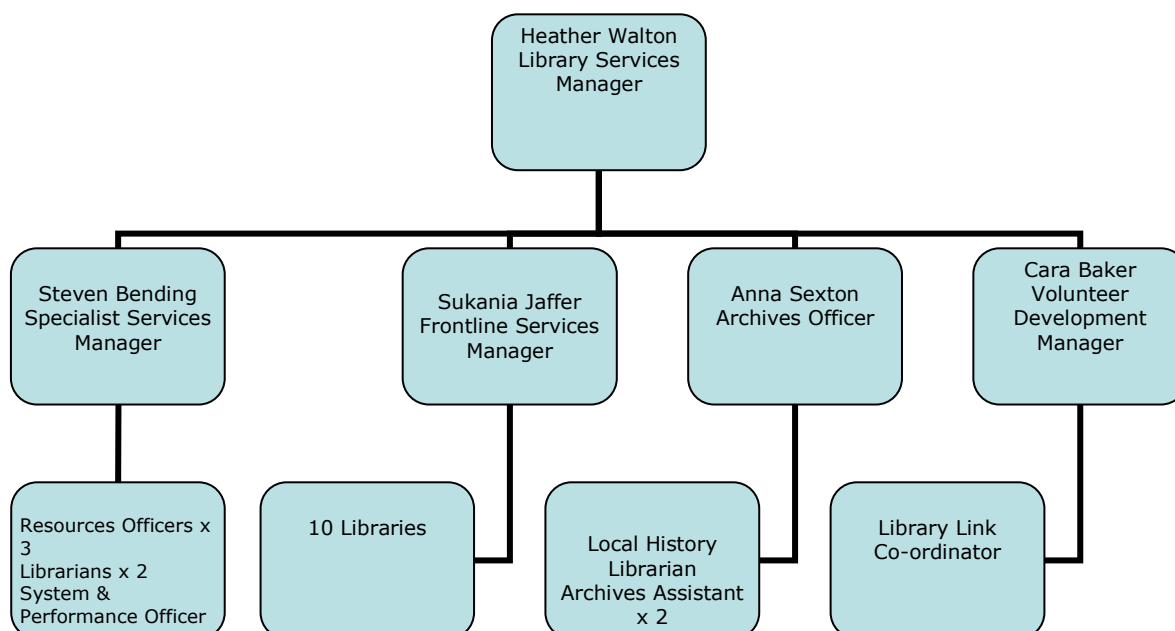 Heather Walton
Library Services
Manager
Steven Bending
Specialist Services
Manager
Sukania Jaffer
Frontline Services
Manager
Anna Sexton
Archives Officer
Cara Baker
Volunteer
Development
Manager
Resources Officers x
3
Librarians x 2
System &
Performance Officer
10 Libraries
Local History
Librarian
Archives Assistant
x 2
Library Link
Co-ordinator